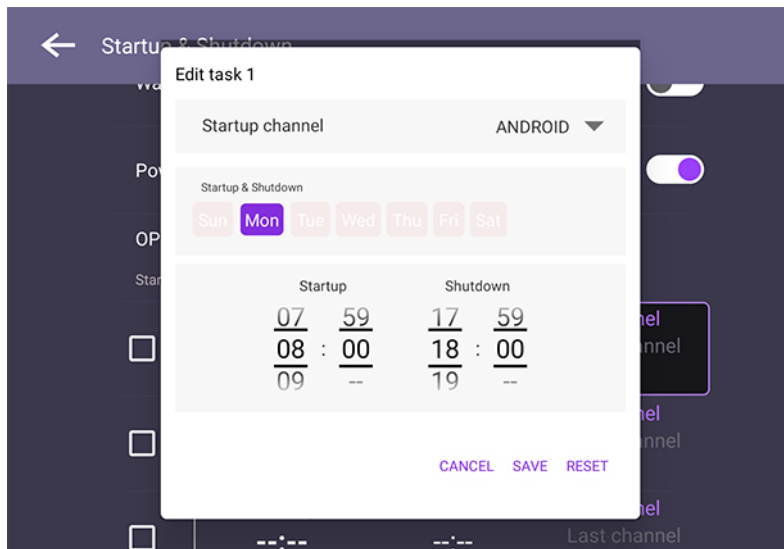 Startup & Shutdown
Edit task 1
Startup channel ANDROID
Startup & Shutdown
Sun Mon Tue Wed Thu Fri Sat
OP
Startup Shutdown
07 59 17 59
08 : 00 18 : 00
09 -- 19 --
CANCEL SAVE RESET
--:-- --:-- Last channel